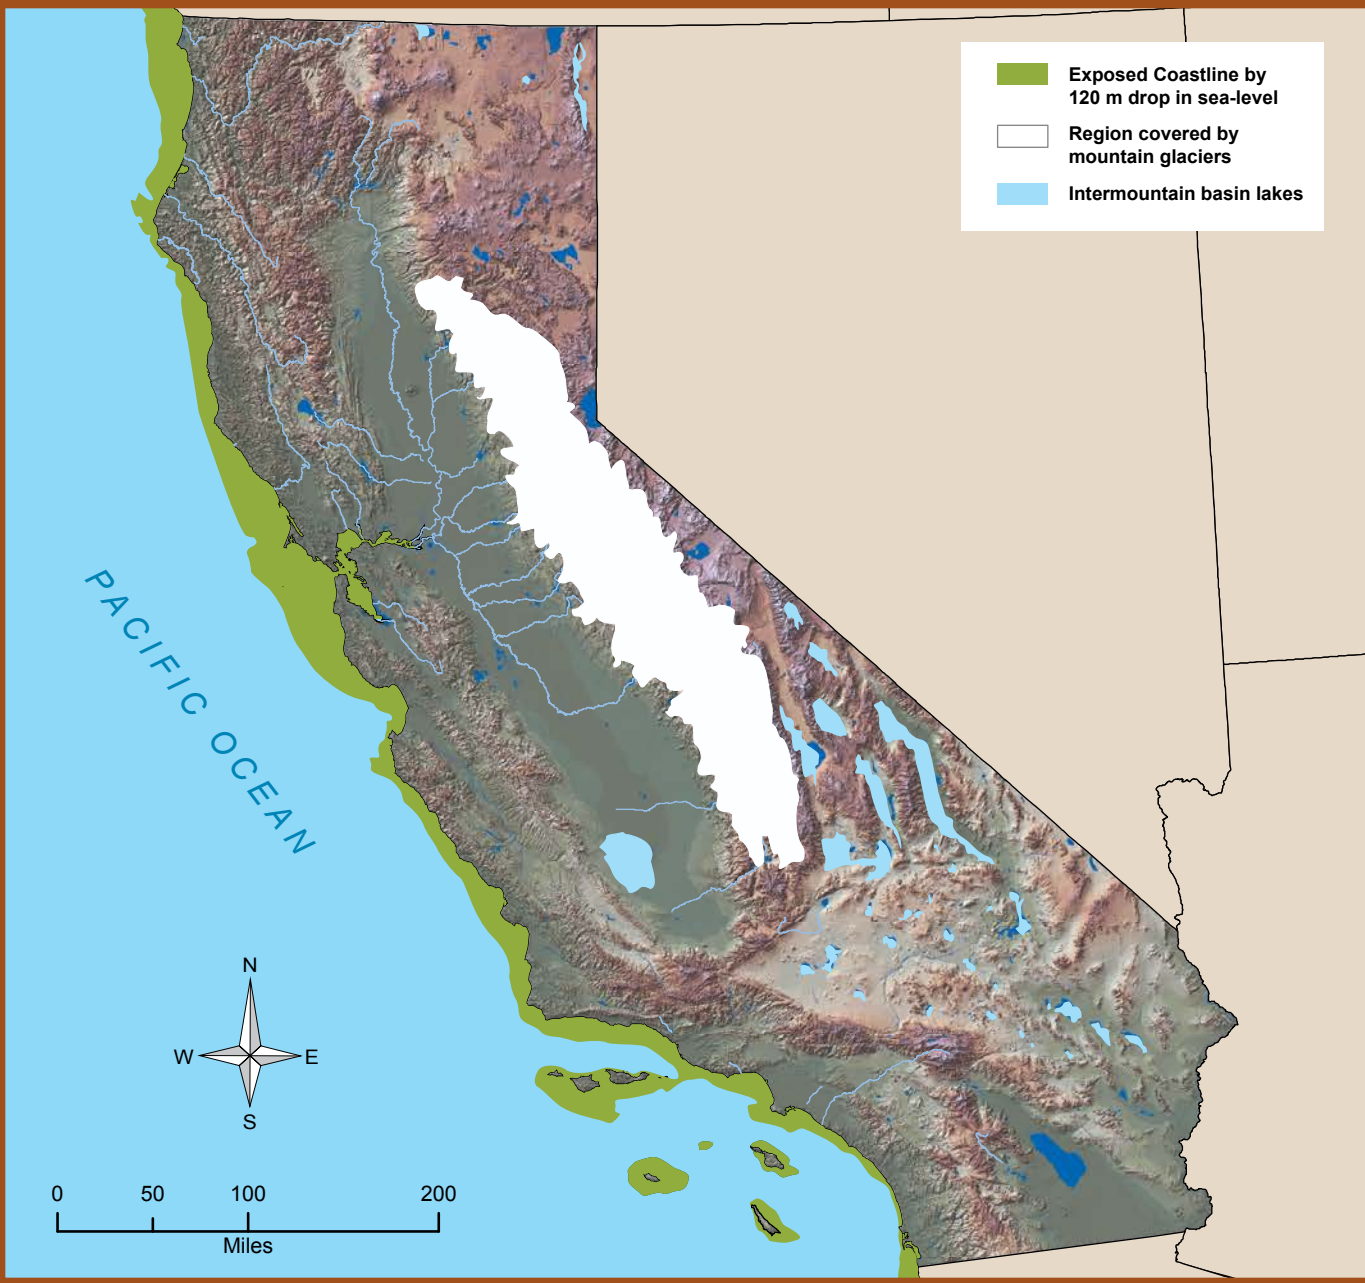 Exposed Coastline by
120 m drop in sea-level
Region covered by
mountain glaciers
Intermountain basin lakes
PACIFIC OCEAN
N
W E
S
0 50 100 200
Miles